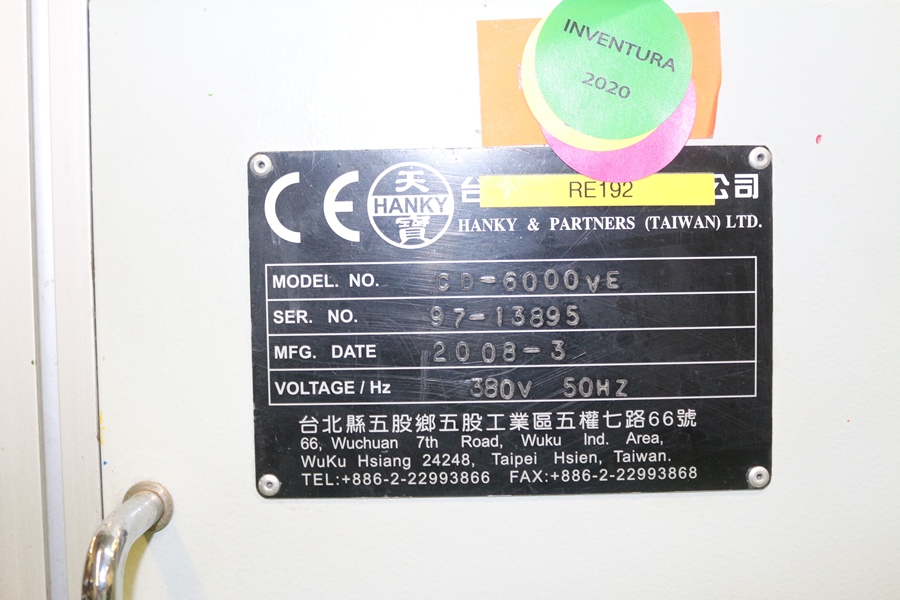 INVENTURA
2020
CE
天
HANKY
寶
台 RE192 公司
HANKY & PARTNERS (TAIWAN) LTD.
MODEL. NO. CD-6000VE
SER. NO. 97-13895
MFG. DATE 2008-3
VOLTAGE / Hz 380V 50HZ
台北縣五股鄉五股工業區五權七路66號
66, Wuchuan 7th Road, Wuku Ind. Area,
WuKu Hsiang 24248, Taipei Hsien, Taiwan.
TEL:+886-2-22993866 FAX:+886-2-22993868